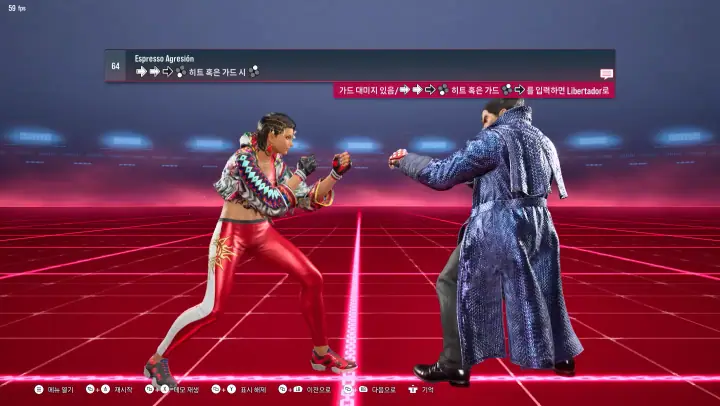 59 fps
64
Espresso Agresión
히트 혹은 가드 시
가드 대미지 있음/ 히트 혹은 가드 를 입력하면 Libertador로
메뉴 열기 + A 재시작 + X 데모 재생 + Y 표시 해제 + LB 이전으로 다음으로 기억